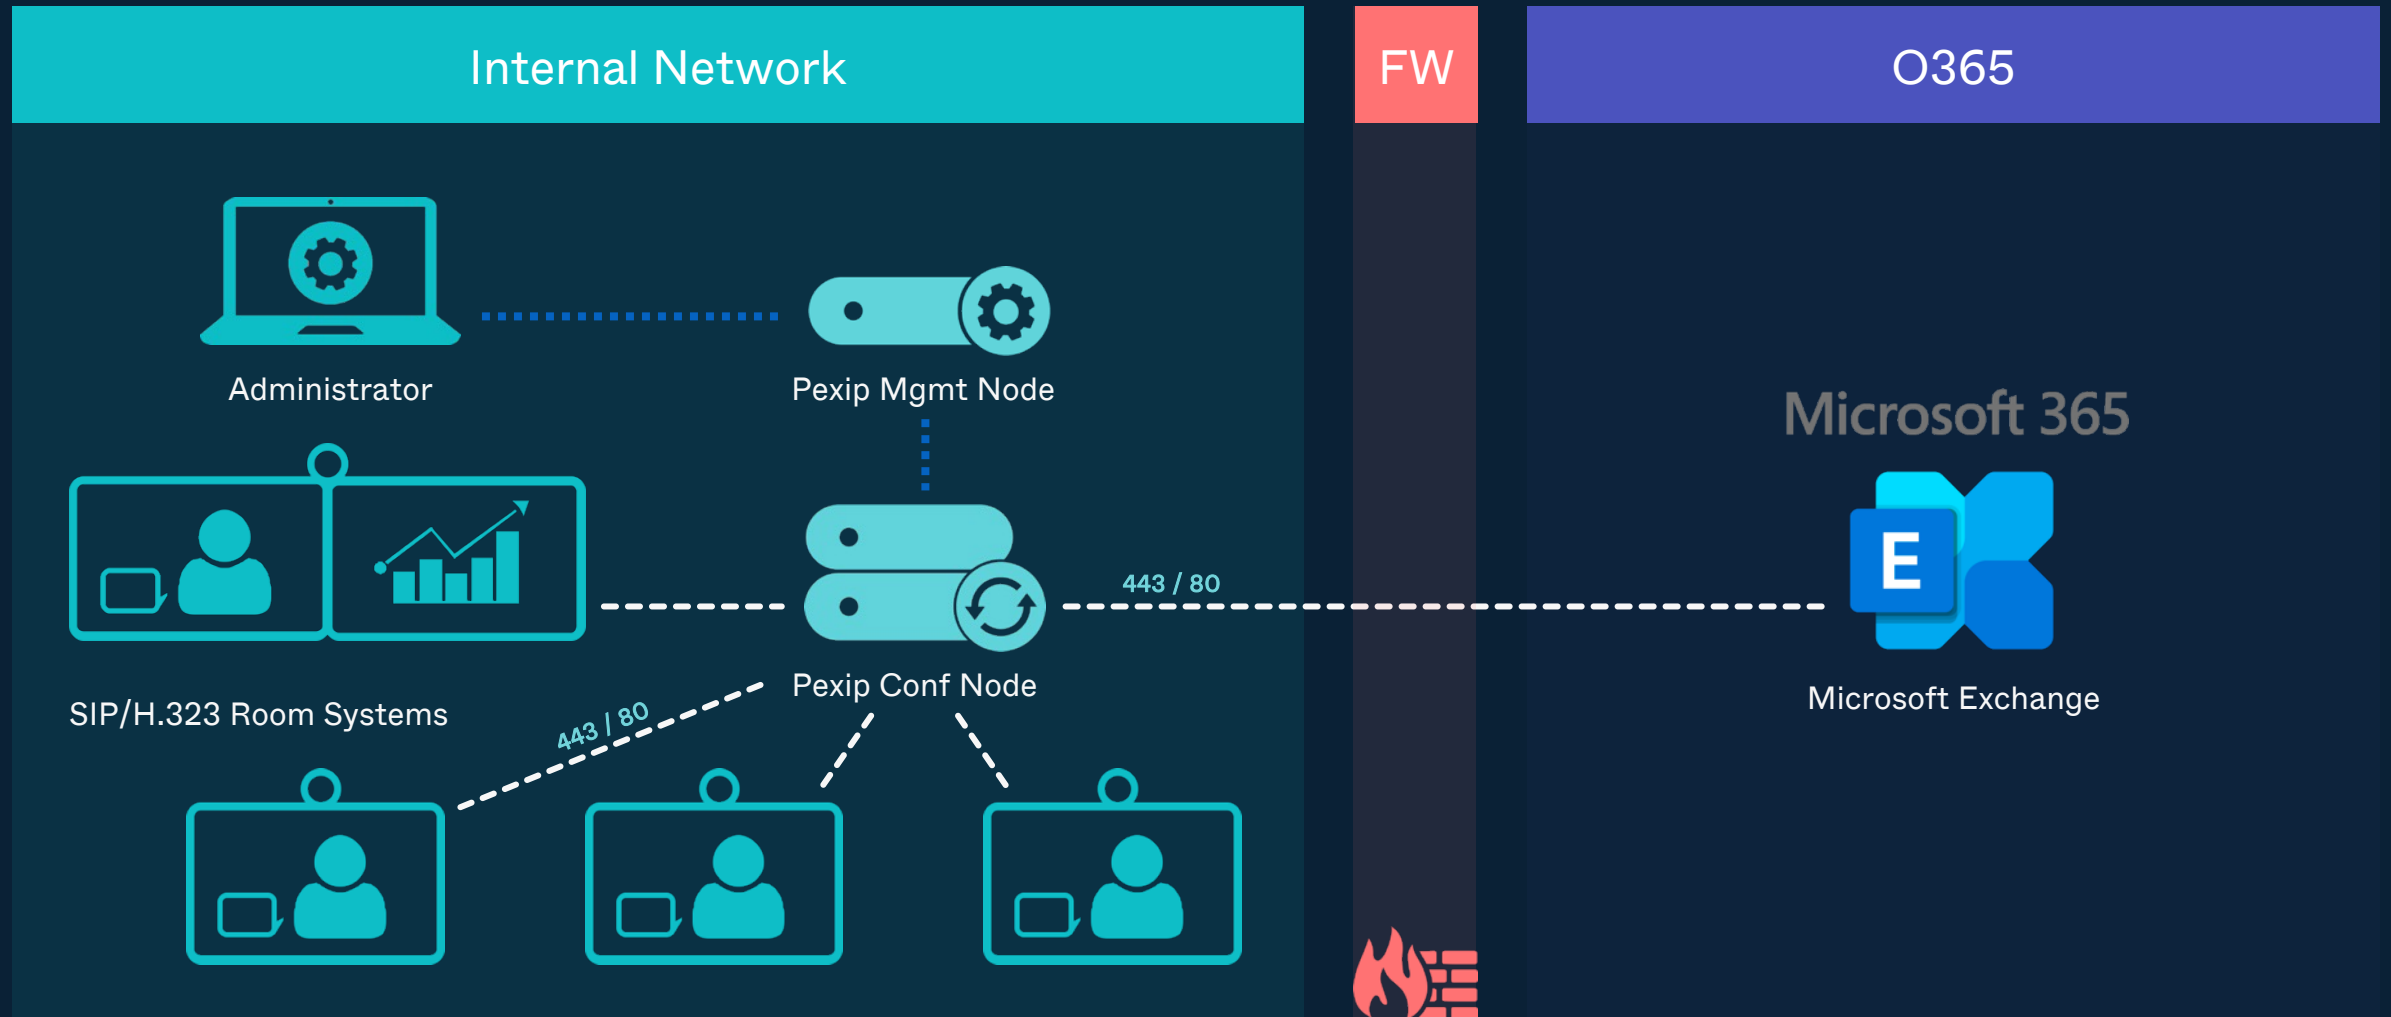 Internal Network
FW
O365
Administrator
Pexip Mgmt Node
Microsoft 365
443 / 80
E
Pexip Conf Node
Microsoft Exchange
SIP/H.323 Room Systems
443 / 80